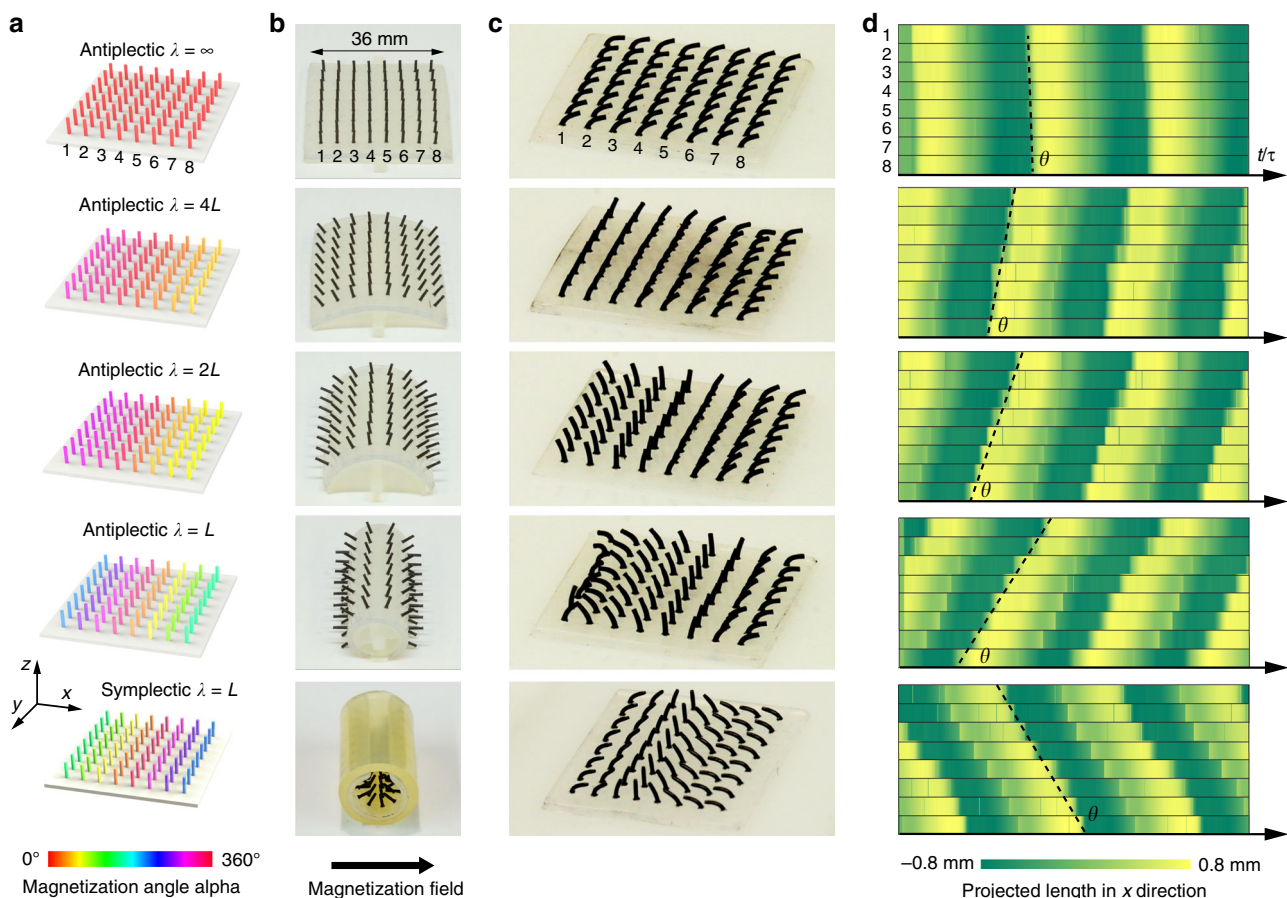 a
b
c
d
Antiplectic λ = ∞
1 2 3 4 5 6 7 8
Antiplectic λ = 4L
Antiplectic λ = 2L
Antiplectic λ = L
z
y
x
Symplectic λ = L
0°
360°
Magnetization angle alpha
36 mm
1 2 3 4 5 6 7 8
Magnetization field
1 2 3 4 5 6 7 8
1
2
3
4
5
6
7
8
θ
t/τ
θ
θ
θ
θ
–0.8 mm
0.8 mm
Projected length in x direction